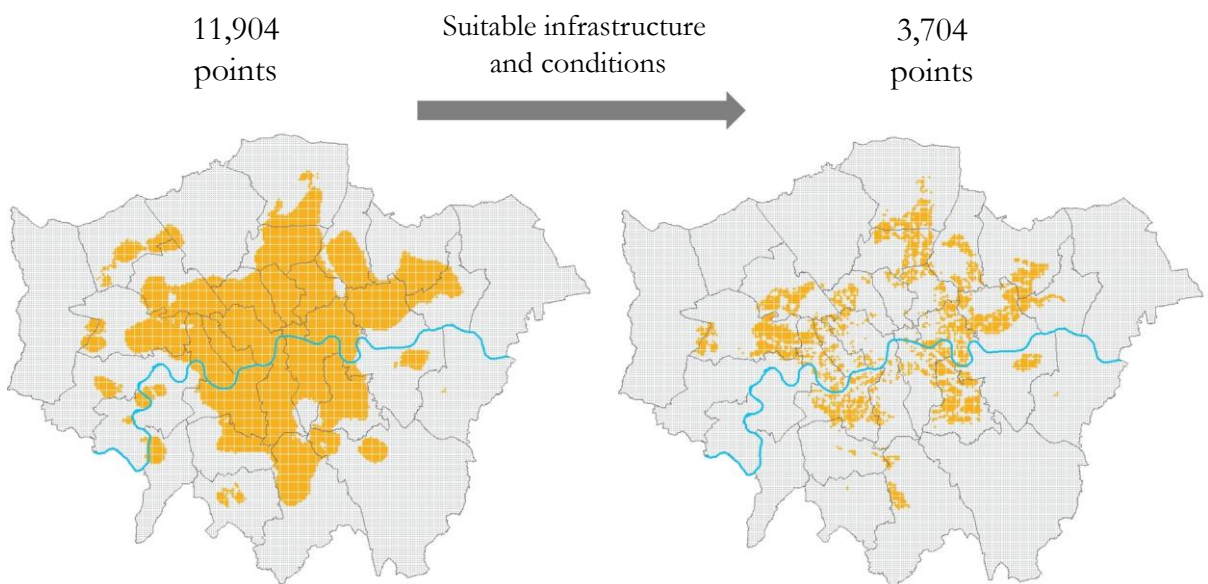 11,904
points
Suitable infrastructure
and conditions
3,704
points